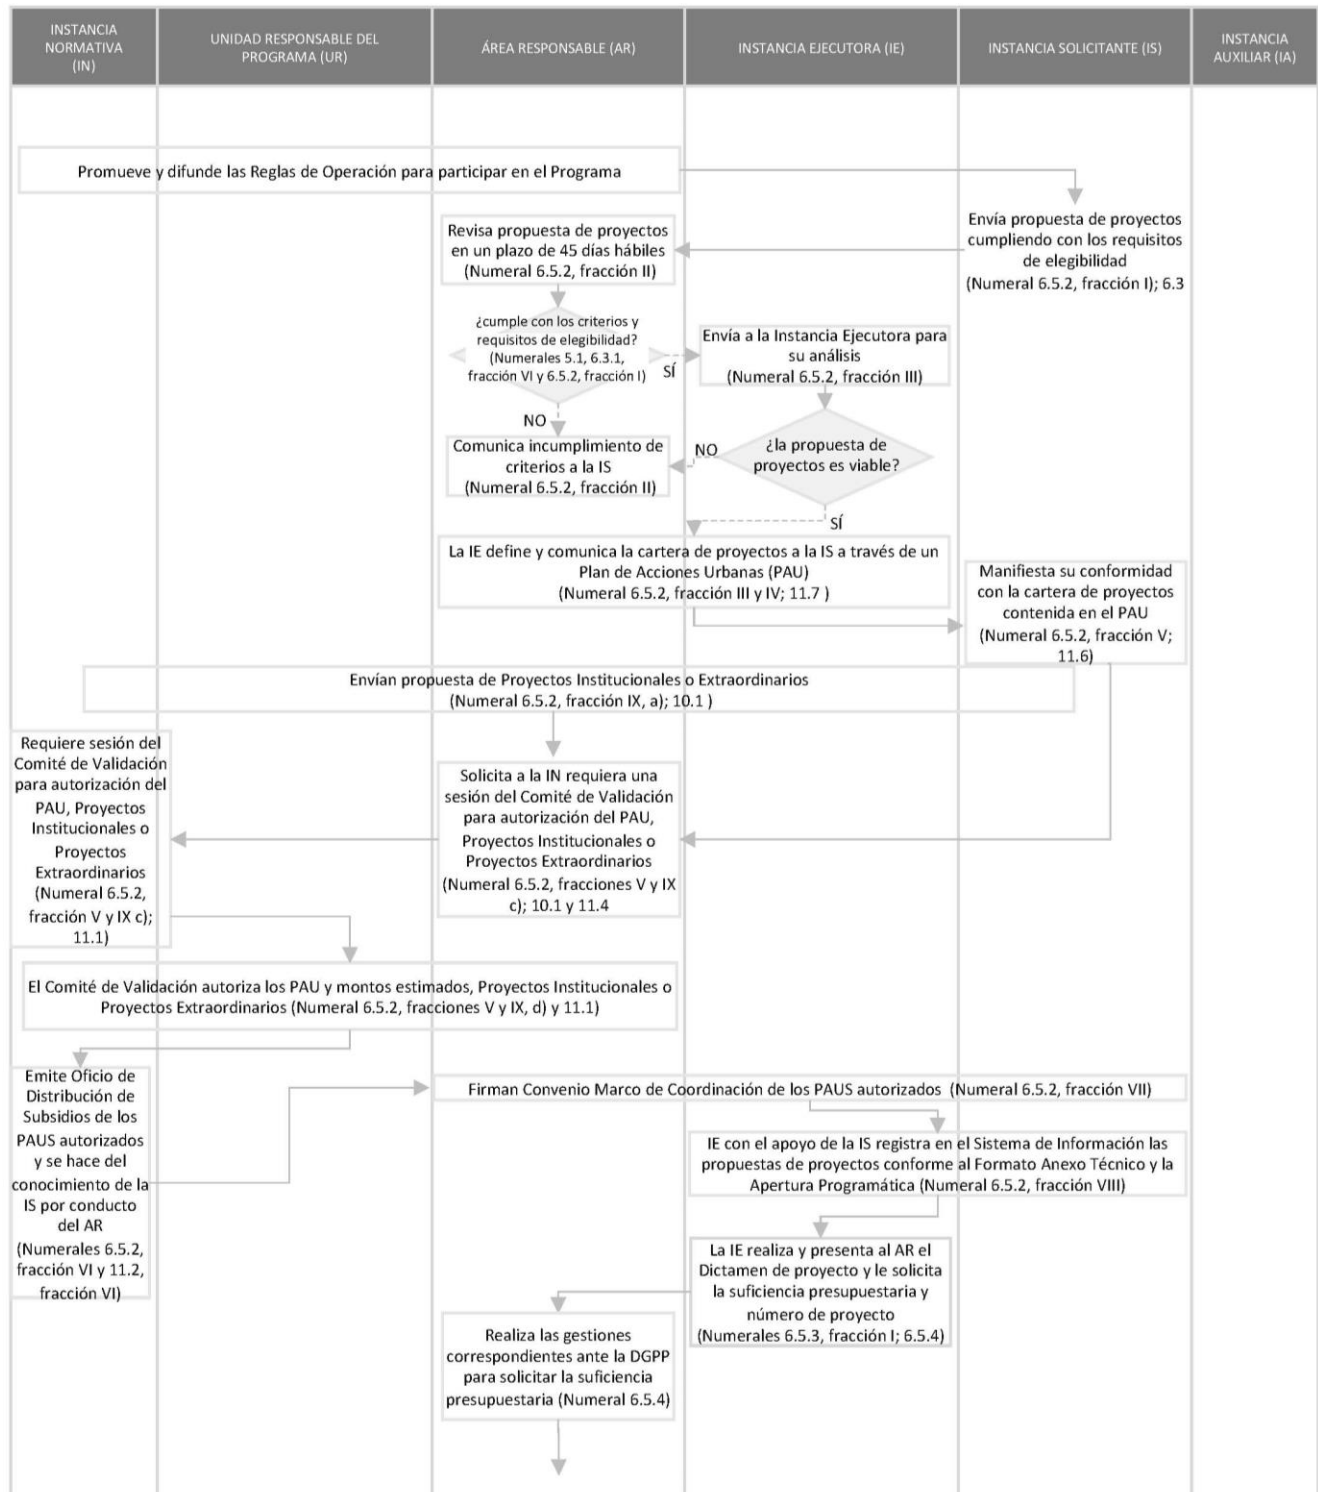 INSTANCIA
NORMATIVA
(IN)
UNIDAD RESPONSABLE DEL
PROGRAMA (UR)
ÁREA RESPONSABLE (AR)
INSTANCIA EJECUTORA (IE)
INSTANCIA SOLICITANTE (IS)
INSTANCIA
AUXILIAR (IA)
Promueve y difunde las Reglas de Operación para participar en el Programa
Envía propuesta de proyectos
cumpliendo con los requisitos
de elegibilidad
(Numeral 6.5.2, fracción I); 6.3
Revisa propuesta de proyectos
en un plazo de 45 días hábiles
(Numeral 6.5.2, fracción II)
¿cumple con los criterios y
requisitos de elegibilidad?
(Numerales 5.1, 6.3.1,
fracción VI y 6.5.2, fracción I)
SÍ
NO
Envía a la Instancia Ejecutora para
su análisis
(Numeral 6.5.2, fracción III)
Comunica incumplimiento de
criterios a la IS
(Numeral 6.5.2, fracción II)
NO
¿la propuesta de
proyectos es viable?
SÍ
La IE define y comunica la cartera de proyectos a la IS a través de un
Plan de Acciones Urbanas (PAU)
(Numeral 6.5.2, fracción III y IV; 11.7 )
Manifiesta su conformidad
con la cartera de proyectos
contenida en el PAU
(Numeral 6.5.2, fracción V;
11.6)
Envían propuesta de Proyectos Institucionales o Extraordinarios
(Numeral 6.5.2, fracción IX, a); 10.1 )
Requiere sesión del
Comité de Validación
para autorización del
PAU, Proyectos
Institucionales o
Proyectos
Extraordinarios
(Numeral 6.5.2,
fracción V y IX c);
11.1)
Solicita a la IN requiera una
sesión del Comité de Validación
para autorización del PAU,
Proyectos Institucionales o
Proyectos Extraordinarios
(Numeral 6.5.2, fracciones V y IX
c); 10.1 y 11.4
El Comité de Validación autoriza los PAU y montos estimados, Proyectos Institucionales o
Proyectos Extraordinarios (Numeral 6.5.2, fracciones V y IX, d) y 11.1)
Emite Oficio de
Distribución de
Subsidios de los
PAUS autorizados
y se hace del
conocimiento de la
IS por conducto
del AR
(Numerales 6.5.2,
fracción VI y 11.2,
fracción VI)
Firman Convenio Marco de Coordinación de los PAUS autorizados (Numeral 6.5.2, fracción VII)
IE con el apoyo de la IS registra en el Sistema de Información las
propuestas de proyectos conforme al Formato Anexo Técnico y la
Apertura Programática (Numeral 6.5.2, fracción VIII)
La IE realiza y presenta al AR el
Dictamen de proyecto y le solicita
la suficiencia presupuestaria y
número de proyecto
(Numerales 6.5.3, fracción I; 6.5.4)
Realiza las gestiones
correspondientes ante la DGPP
para solicitar la suficiencia
presupuestaria (Numeral 6.5.4)